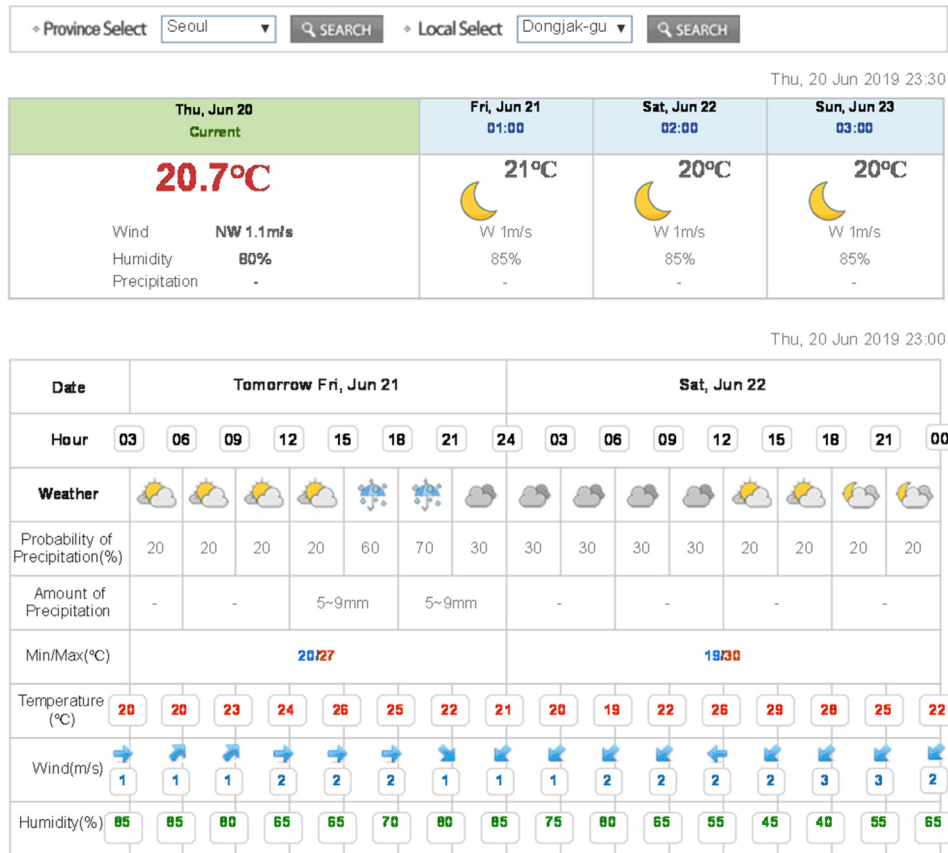 Province Select Seoul SEARCH Local Select Dongjak-gu SEARCH
Thu, 20 Jun 2019 23:30
Thu, Jun 20 Fri, Jun 21 Sat, Jun 22 Sun, Jun 23
Current 01:00 02:00 03:00
20.7℃ 21℃ 20℃ 20℃
Wind NW 1.1m/s W 1m/s W 1m/s W 1m/s
Humidity 80% 85% 85% 85%
Precipitation - - - -
Thu, 20 Jun 2019 23:00
Date Tomorrow Fri, Jun 21 Sat, Jun 22
Hour 03 06 09 12 15 18 21 24 03 06 09 12 15 18 21 00
Weather
Probability of
Precipitation(%) 20 20 20 20 60 70 30 30 30 30 30 20 20 20 20
Amount of
Precipitation - - 5~9mm 5~9mm - - - -
Min/Max(℃) 20/27 19/30
Temperature
(℃) 20 20 23 24 26 25 22 21 20 19 22 26 29 28 25 22
Wind(m/s) 1 1 1 2 2 2 1 1 1 2 2 2 2 3 3 2
Humidity(%) 85 85 80 65 65 70 80 85 75 80 65 55 45 40 55 65